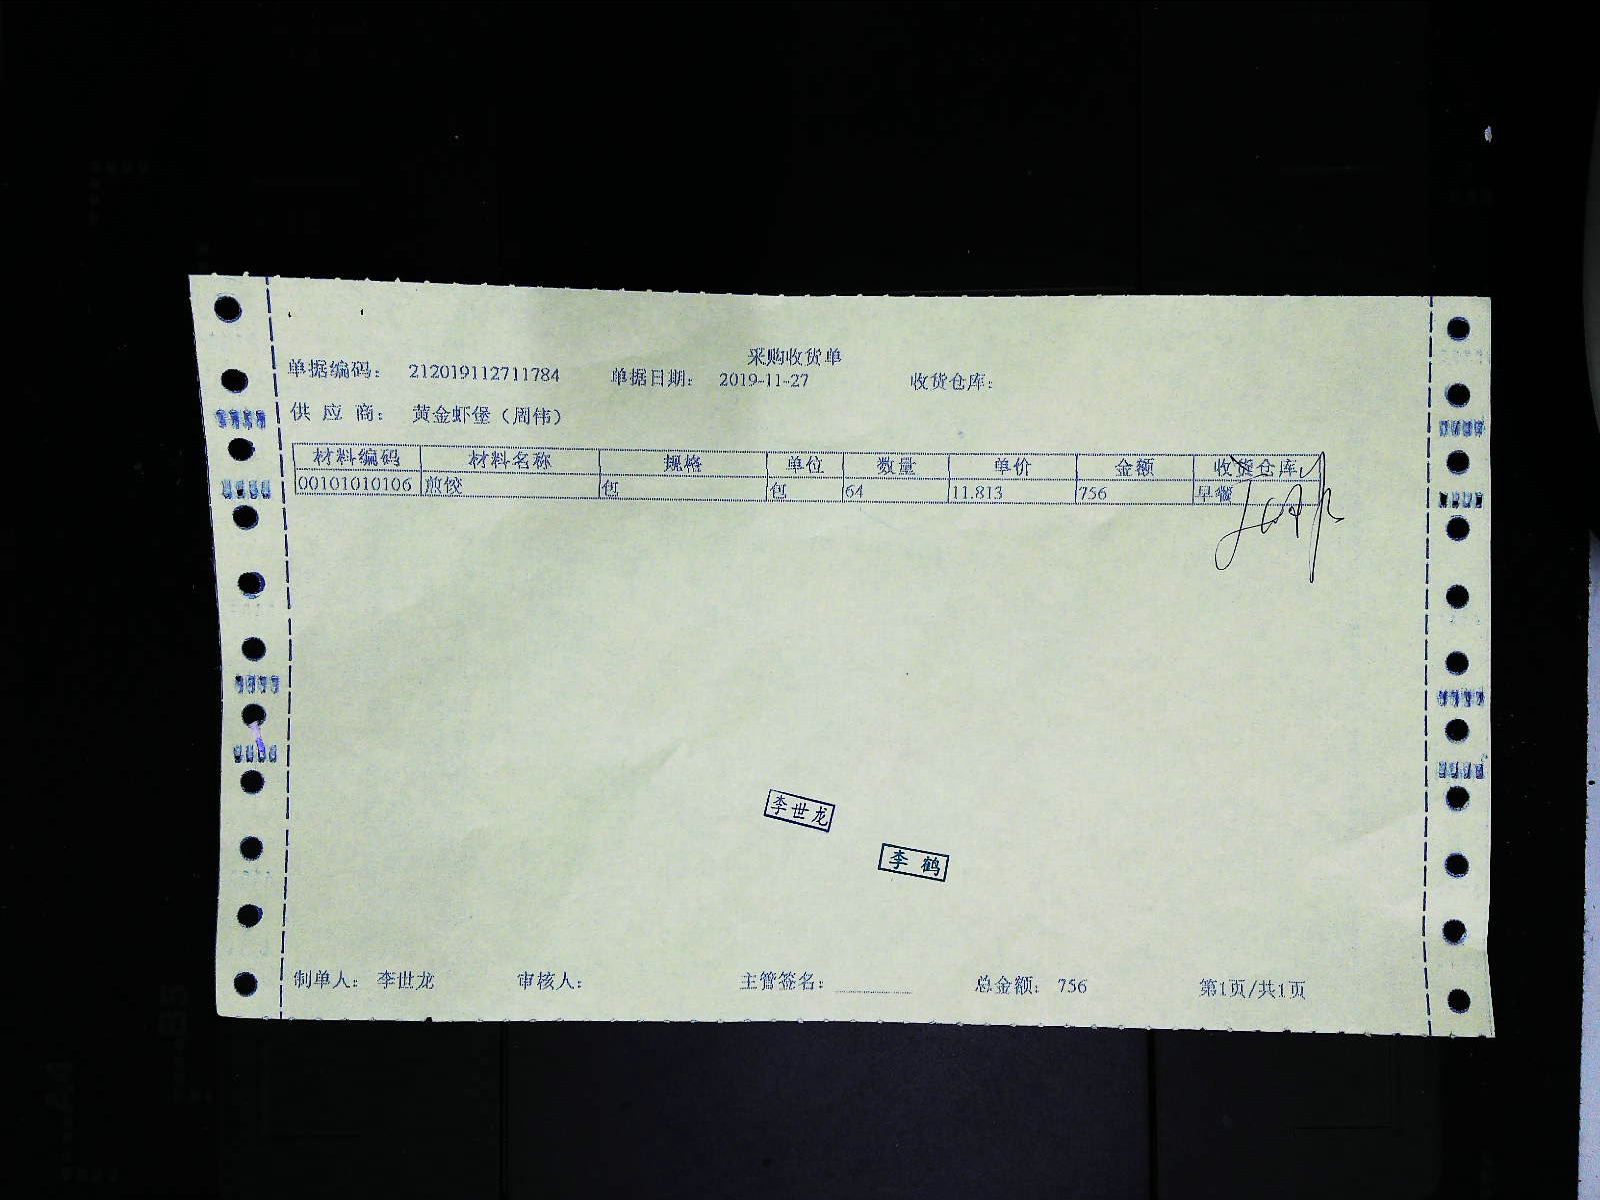 采购收货单
单据编码： 212019112711784 单据日期： 2019-11-27 收货仓库：
供 应 商： 黄金虾堡（周伟）
材料编码 材料名称 规格 单位 数量 单价 金额 收货仓库
00101010106 煎饺 包 包 64 11.813 756 早餐
李世龙
李 鹤
制单人： 李世龙 审核人： 主管签名： 总金额： 756 第1页/共1页